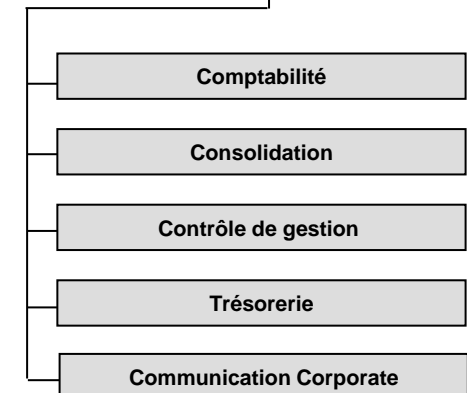 Comptabilité
Consolidation
Contrôle de gestion
Trésorerie
Communication Corporate